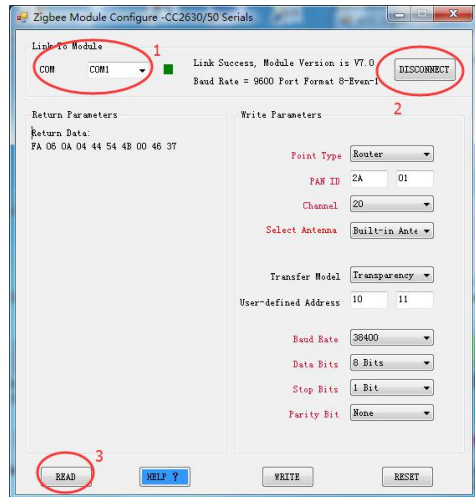 Zigbee Module Configure -CC2630/50 Serials
Link To Module
1
COM COM1
Link Success, Module Version is V7.0
Baud Rate = 9600 Port Format 8-Even-1
DISCONNECT
2
Return Parameters
Return Data:
FA 06 0A 04 44 54 4B 00 46 37
Write Parameters
Point Type Router
PAN ID 2A 01
Channel 20
Select Antenna Built-in Ante
Transfer Model Transparency
User-defined Address 10 11
Baud Rate 38400
Data Bits 8 Bits
Stop Bits 1 Bit
Parity Bit None
3
READ HELP ? WRITE RESET